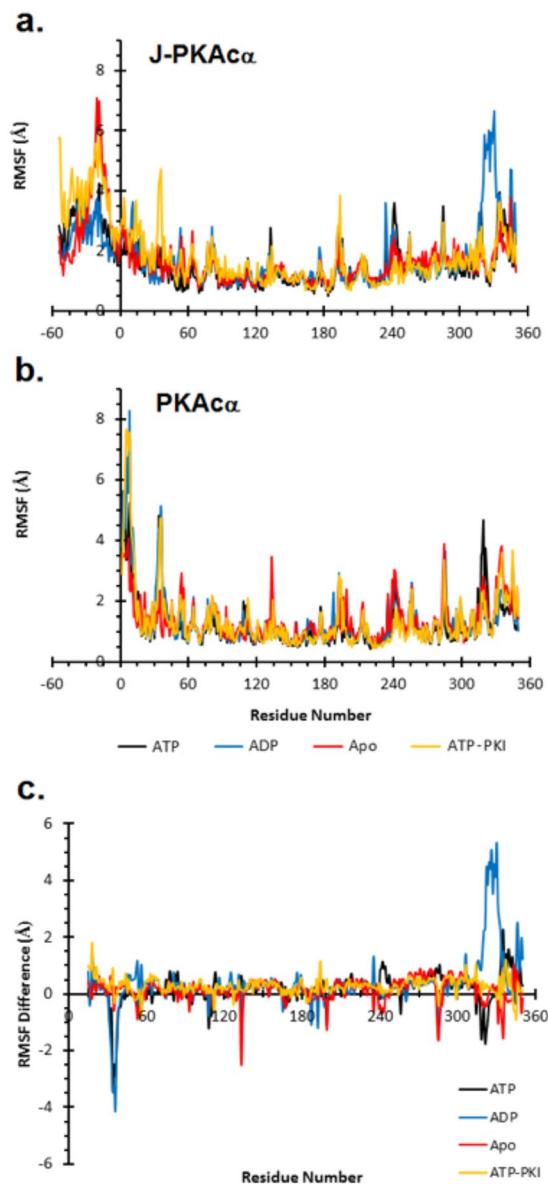 a.
J-PKAcα
RMSF (Å)
8
6
4
2
0
-60 0 60 120 180 240 300 360
b.
PKAcα
RMSF (Å)
8
6
4
2
0
-60 0 60 120 180 240 300 360
Residue Number
ATP ADP Apo ATP-PKI
c.
RMSF Difference (Å)
6
4
2
0
-2
-4
-6
0 60 120 180 240 300 360
ATP
ADP
Apo
ATP-PKI
Residue Number